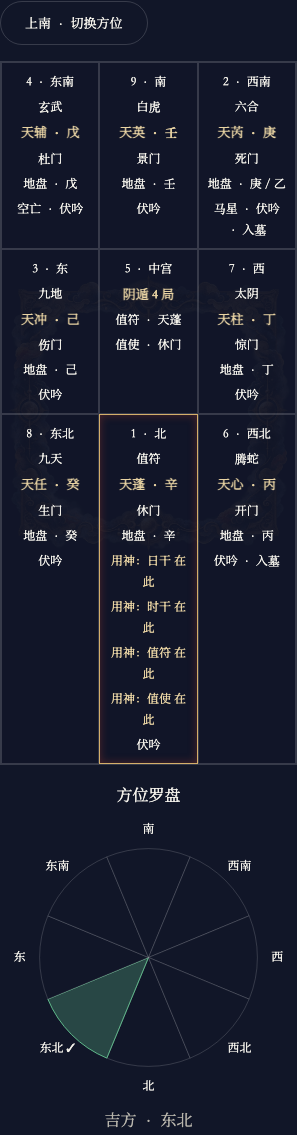 上南 · 切换方位
4 · 东南
玄武
天辅 · 戊
杜门
地盘 · 戊
空亡 · 伏吟
9 · 南
白虎
天英 · 壬
景门
地盘 · 壬
伏吟
2 · 西南
六合
天芮 · 庚
死门
地盘 · 庚 / 乙
马星 · 伏吟
· 入墓
3 · 东
九地
天冲 · 己
伤门
地盘 · 己
伏吟
5 · 中宫
阴遁 4 局
值符 · 天蓬
值使 · 休门
7 · 西
太阴
天柱 · 丁
惊门
地盘 · 丁
伏吟
8 · 东北
九天
天任 · 癸
生门
地盘 · 癸
伏吟
1 · 北
值符
天蓬 · 辛
休门
地盘 · 辛
用神：日干 在
此
用神：时干 在
此
用神：值符 在
此
用神：值使 在
此
伏吟
6 · 西北
腾蛇
天心 · 丙
开门
地盘 · 丙
伏吟 · 入墓
方位罗盘
南
东南
西南
东
西
东北✓
西北
北
吉方 · 东北